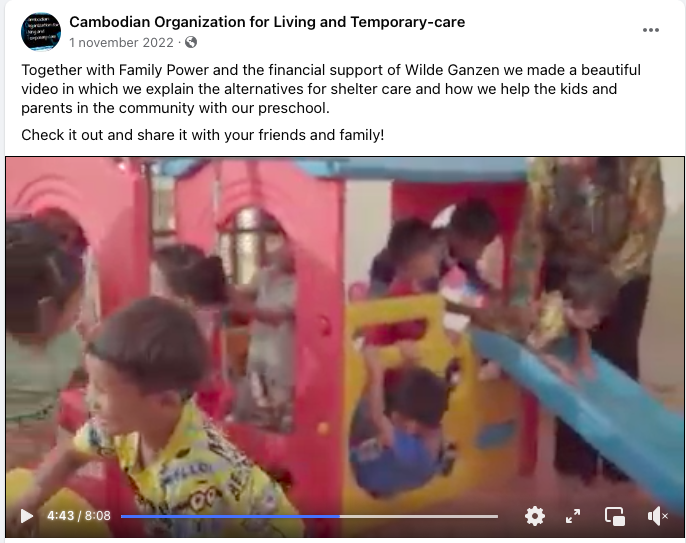 Cambodian Organization for Living and Temporary-care
1 november 2022 ·
Together with Family Power and the financial support of Wilde Ganzen we made a beautiful
video in which we explain the alternatives for shelter care and how we help the kids and
parents in the community with our preschool.
Check it out and share it with your friends and family!
4:43 / 8:08